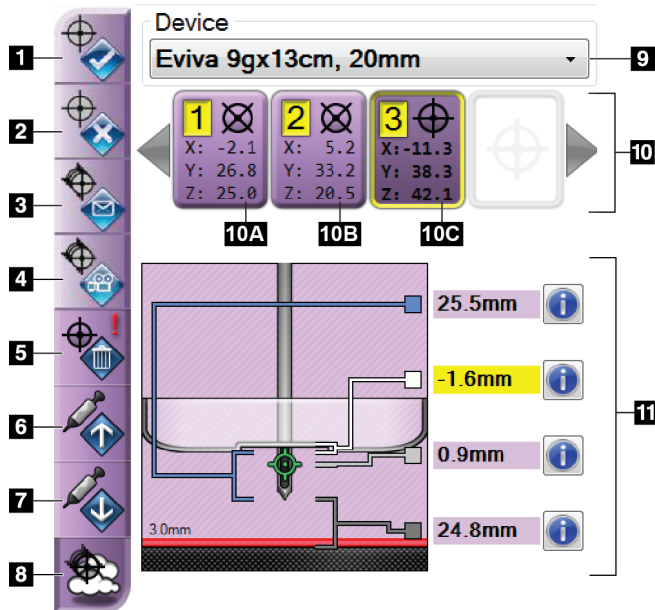 Device
1
Eviva 9gx13cm, 20mm
9
2
1
X: -2.1
Y: 26.8
Z: 25.0
2
X: 5.2
Y: 33.2
Z: 20.5
3
X:-11.3
Y: 38.3
Z: 42.1
10
3
10A
10B
10C
4
25.5mm
i
5
!
-1.6mm
i
6
11
0.9mm
i
7
3.0mm
24.8mm
i
8